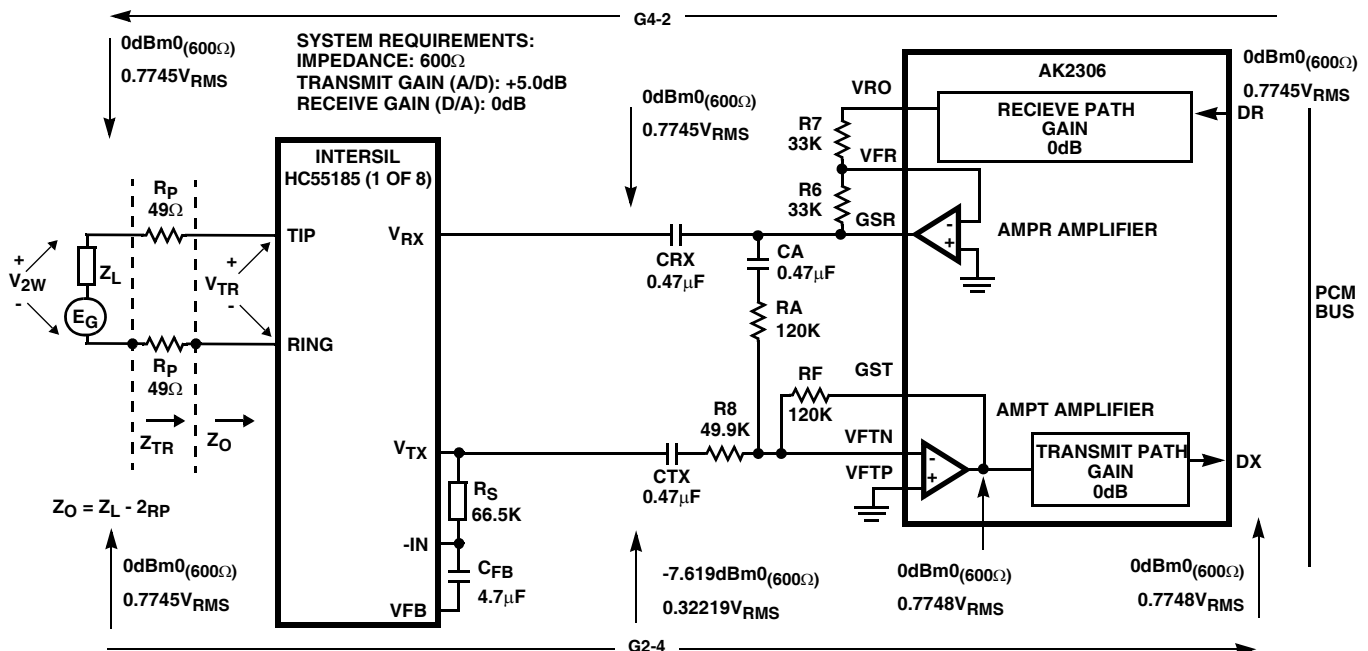 G4-2
0dBm0(600Ω)
0.7745VRMS
SYSTEM REQUIREMENTS:
IMPEDANCE: 600Ω
TRANSMIT GAIN (A/D): +5.0dB
RECEIVE GAIN (D/A): 0dB
0dBm0(600Ω)
0.7745VRMS
AK2306
0dBm0(600Ω)
0.7745VRMS
DR
VRO
RECIEVE PATH
GAIN
0dB
R7
33K
VFR
R6
33K
GSR
-
+
AMPR AMPLIFIER
INTERSIL
HC55185 (1 OF 8)
RP
49Ω
TIP
VRX
CRX
0.47µF
CA
0.47µF
+
V2W
-
ZL
EG
+
VTR
-
RA
120K
PCM
BUS
RING
RP
49Ω
ZTR
ZO
RF
120K
GST
AMPT AMPLIFIER
R8
49.9K
VTX
CTX
0.47µF
VFTN
VFTP
-
+
TRANSMIT PATH
GAIN
0dB
DX
ZO = ZL - 2RP
RS
66.5K
-IN
CFB
4.7µF
VFB
0dBm0(600Ω)
0.7745VRMS
-7.619dBm0(600Ω)
0.32219VRMS
0dBm0(600Ω)
0.7748VRMS
0dBm0(600Ω)
0.7748VRMS
G2-4